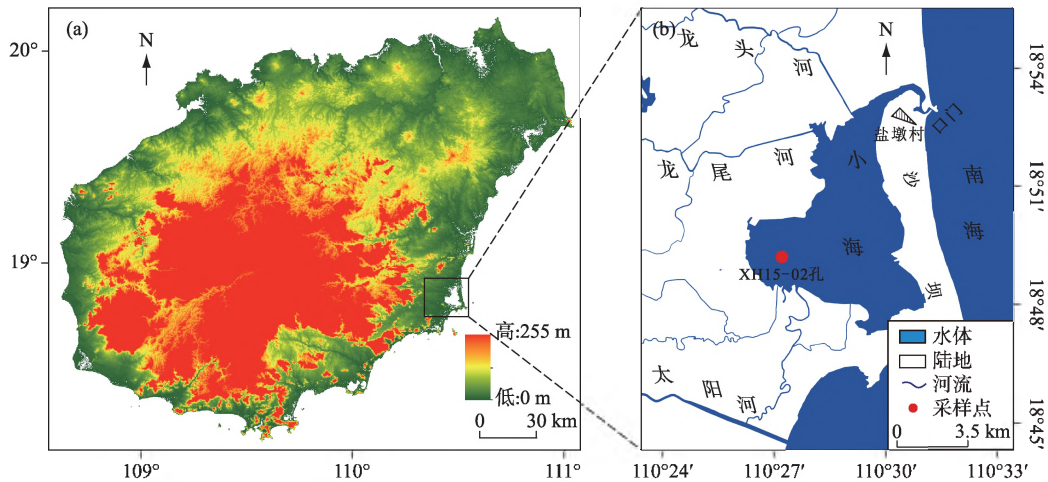 (a)
N
20°
19°
109°
110°
111°
高:255 m
低:0 m
0 30 km
(b)
N
龙头河
龙尾河
小海
盐墩村
口门
沙坝
南海
XH15-02孔
太阳河
水体
陆地
河流
采样点
0 3.5 km
18°54′
18°51′
18°48′
18°45′
110°24′
110°27′
110°30′
110°33′